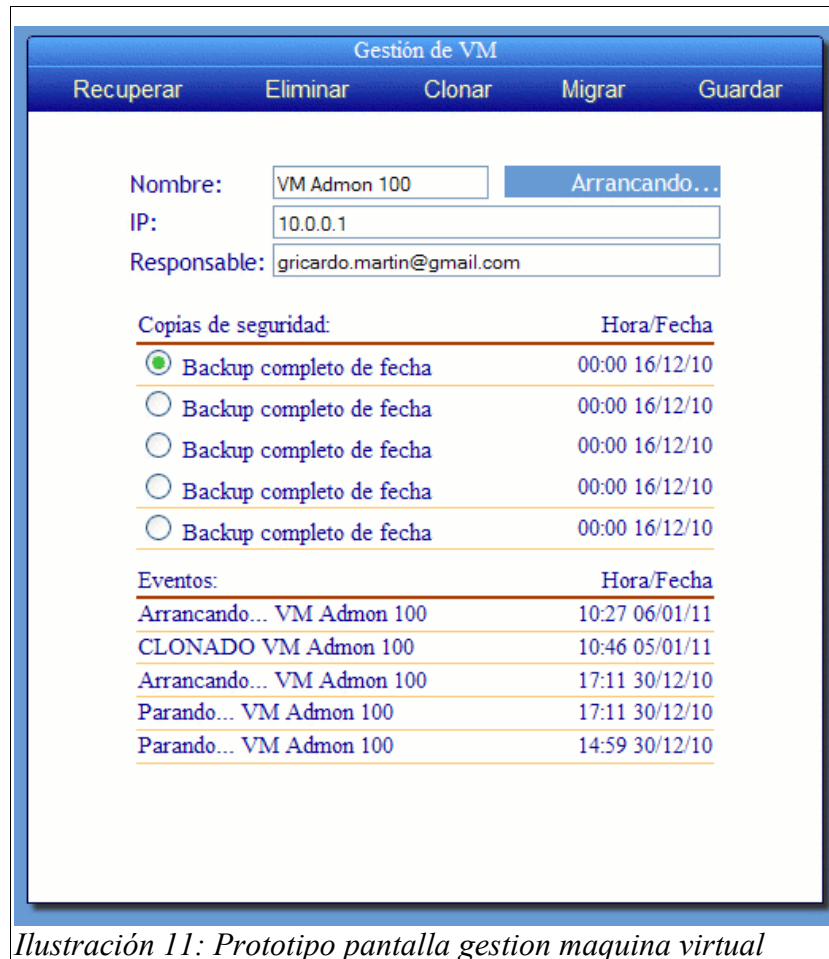 Gestión de VM
Recuperar Eliminar Clonar Migrar Guardar
Nombre: VM Admon 100 Arrancando...
IP: 10.0.0.1
Responsable: gricardo.martin@gmail.com
Copias de seguridad: Hora/Fecha
Backup completo de fecha 00:00 16/12/10
Backup completo de fecha 00:00 16/12/10
Backup completo de fecha 00:00 16/12/10
Backup completo de fecha 00:00 16/12/10
Backup completo de fecha 00:00 16/12/10
Eventos: Hora/Fecha
Arrancando... VM Admon 100 10:27 06/01/11
CLONADO VM Admon 100 10:46 05/01/11
Arrancando... VM Admon 100 17:11 30/12/10
Parando... VM Admon 100 17:11 30/12/10
Parando... VM Admon 100 14:59 30/12/10
Ilustración 11: Prototipo pantalla gestion maquina virtual